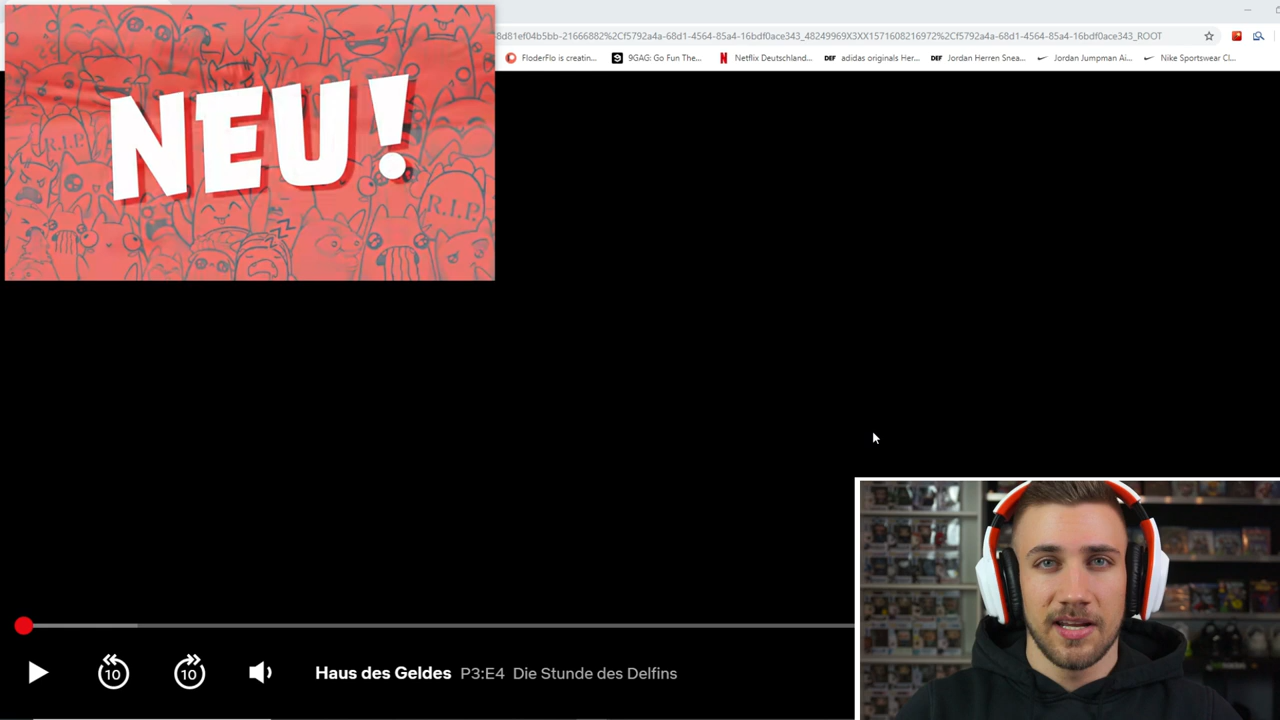 8d81ef04b5bb-21666882%2Cf5792a4a-68d1-4564-85a4-16bdf0ace343_48249969X3XX1571608216972%2Cf5792a4a-68d1-4564-85a4-16bdf0ace343_ROOT
FloderFlo is creatin... 9GAG: Go Fun The... Netflix Deutschland... DEF adidas originals Her... DEF Jordan Herren Snea... Jordan Jumpman Ai... Nike Sportswear Cl...
NEU!
R.I.P.
R.I.P.
10 10 Haus des Geldes P3:E4 Die Stunde des Delfins